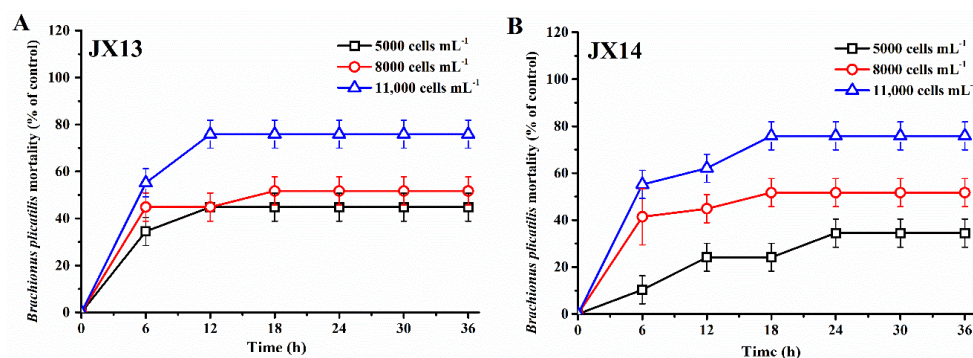 A
JX13
5000 cells mL⁻¹
8000 cells mL⁻¹
11,000 cells mL⁻¹
Brachionus plicatilis mortality (% of control)
120
100
80
60
40
20
0
0 6 12 18 24 30 36
Time (h)
B
JX14
5000 cells mL⁻¹
8000 cells mL⁻¹
11,000 cells mL⁻¹
Brachionus plicatilis mortality (% of control)
120
100
80
60
40
20
0
0 6 12 18 24 30 36
Time (h)